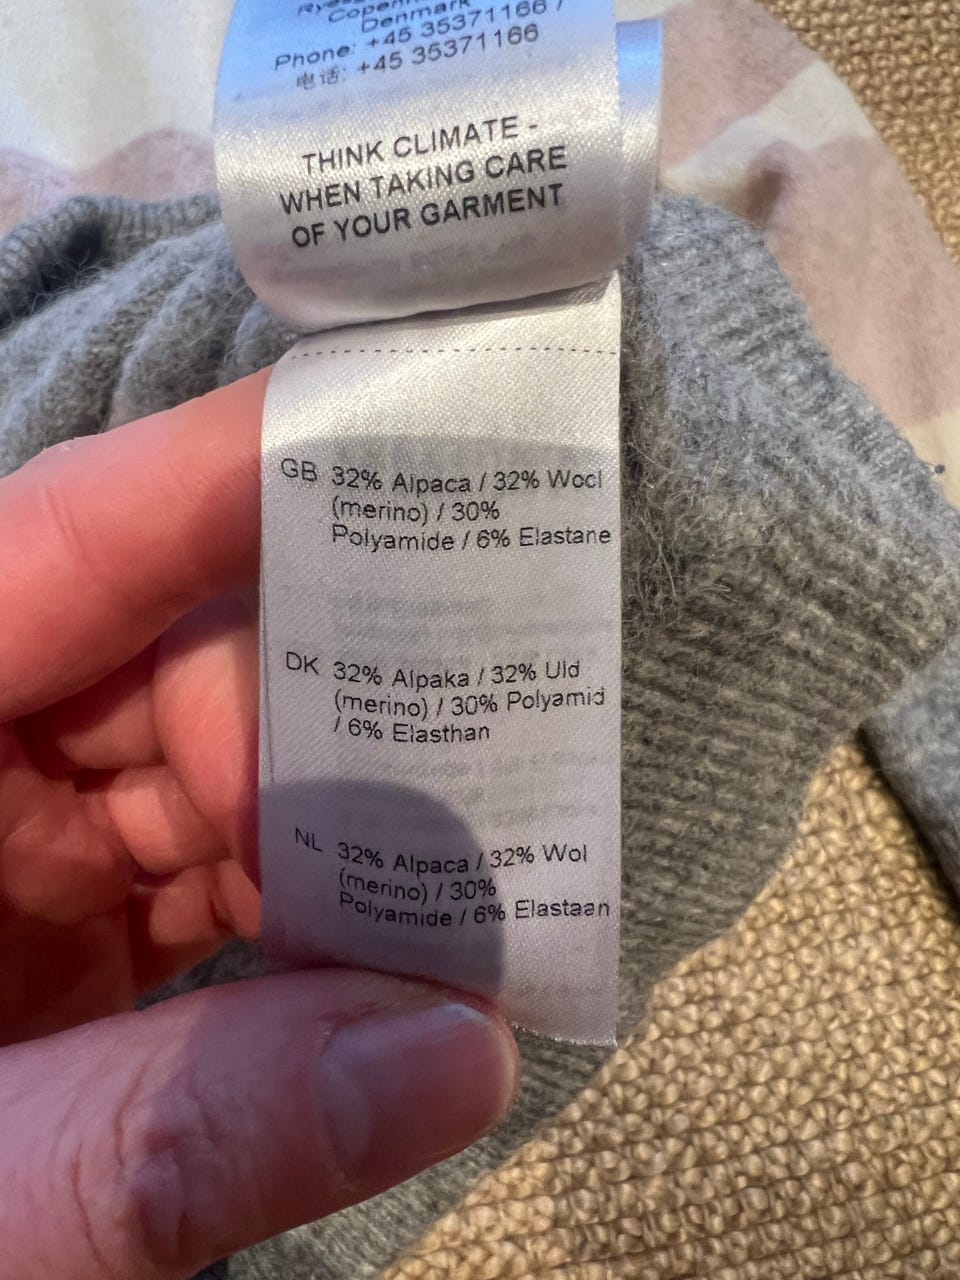 Denmark
Phone: +45 35371166 /
电话: +45 35371166
THINK CLIMATE -
WHEN TAKING CARE
OF YOUR GARMENT
GB 32% Alpaca / 32% Wool
(merino) / 30%
Polyamide / 6% Elastane
DK 32% Alpaka / 32% Uld
(merino) / 30% Polyamid
/ 6% Elasthan
NL 32% Alpaca / 32% Wol
(merino) / 30%
Polyamide / 6% Elastaan